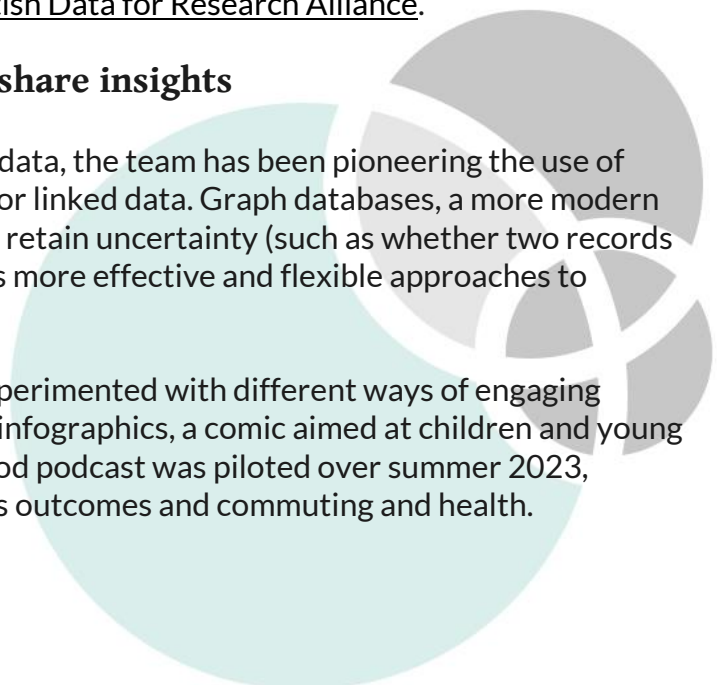 tish Data for Research Alliance.
share insights
data, the team has been pioneering the use of
or linked data. Graph databases, a more modern
retain uncertainty (such as whether two records
s more effective and flexible approaches to
perimented with different ways of engaging
infographics, a comic aimed at children and young
od podcast was piloted over summer 2023,
s outcomes and commuting and health.